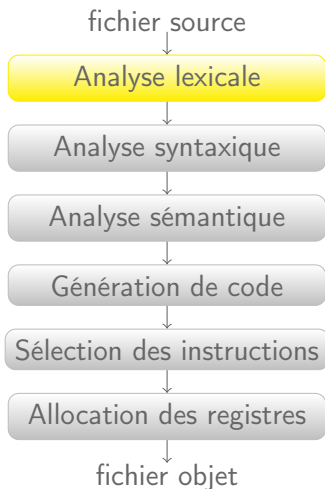 fichier source
Analyse lexicale
Analyse syntaxique
Analyse sémantique
Génération de code
Sélection des instructions
Allocation des registres
fichier objet